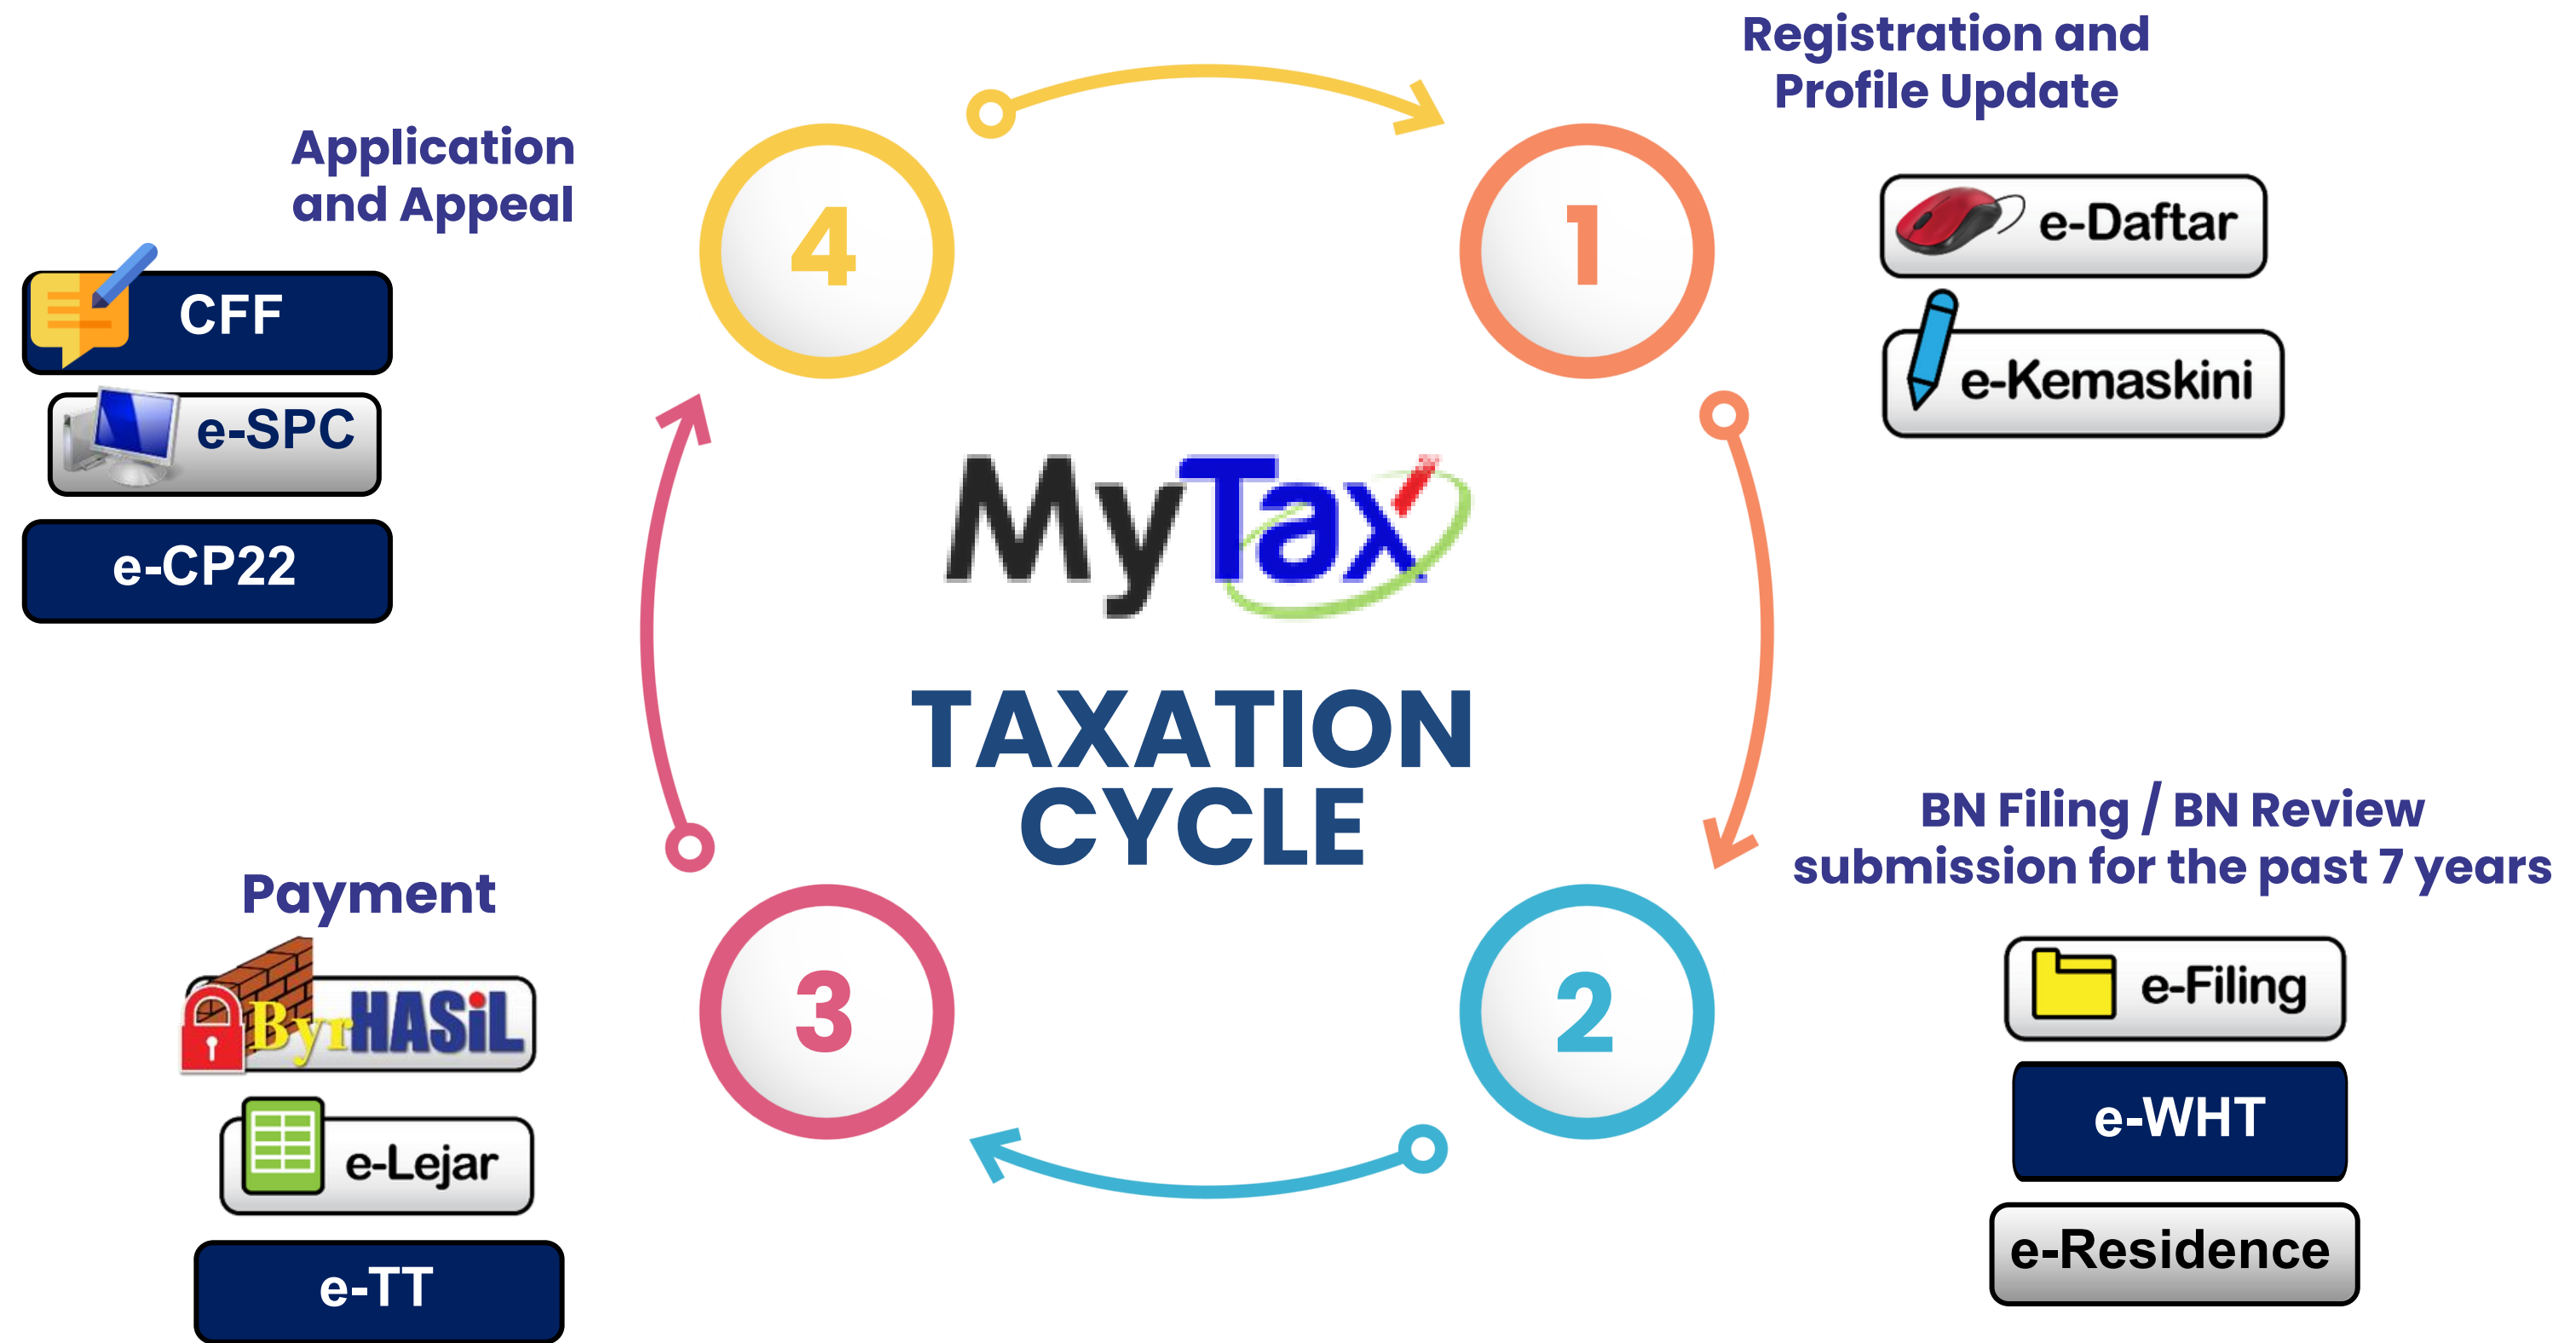 Registration and
Profile Update
1
e-Daftar
e-Kemaskini
BN Filing / BN Review
submission for the past 7 years
2
e-Filing
e-WHT
e-Residence
Payment
3
ByrHASiL
e-Lejar
e-TT
Application
and Appeal
4
CFF
e-SPC
e-CP22
MyTax
TAXATION
CYCLE